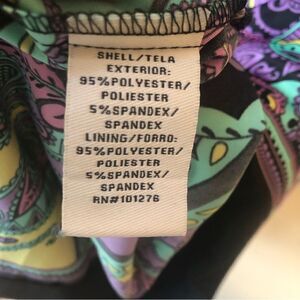 SHELL/TELA
EXTERIOR:
95%POLYESTER/
POLIESTER
5%SPANDEX/
SPANDEX
LINING/FORRO:
95%POLYESTER/
POLIESTER
5%SPANDEX/
SPANDEX
RN#101276